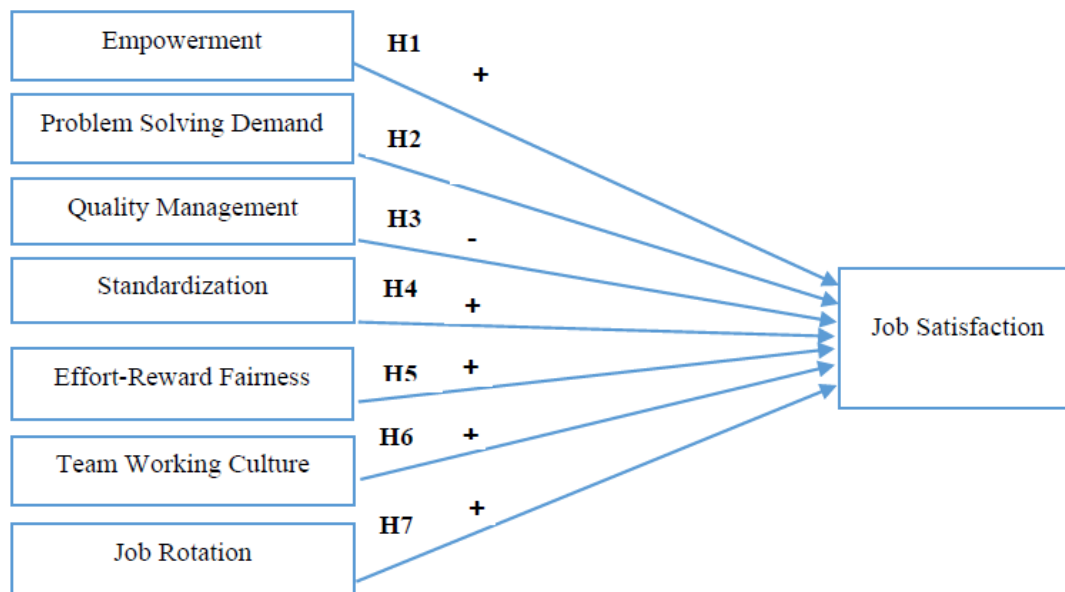 Empowerment
H1
+
Problem Solving Demand
H2
-
Quality Management
H3
-
Standardization
H4
+
Job Satisfaction
Effort-Reward Fairness
H5
+
Team Working Culture
H6
+
Job Rotation
H7
+